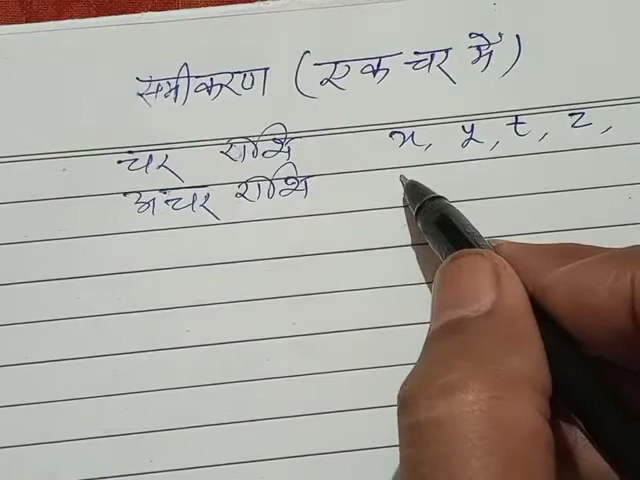 समीकरण (एक चर में)
चर राशि x, y, t, z,
अचर राशि